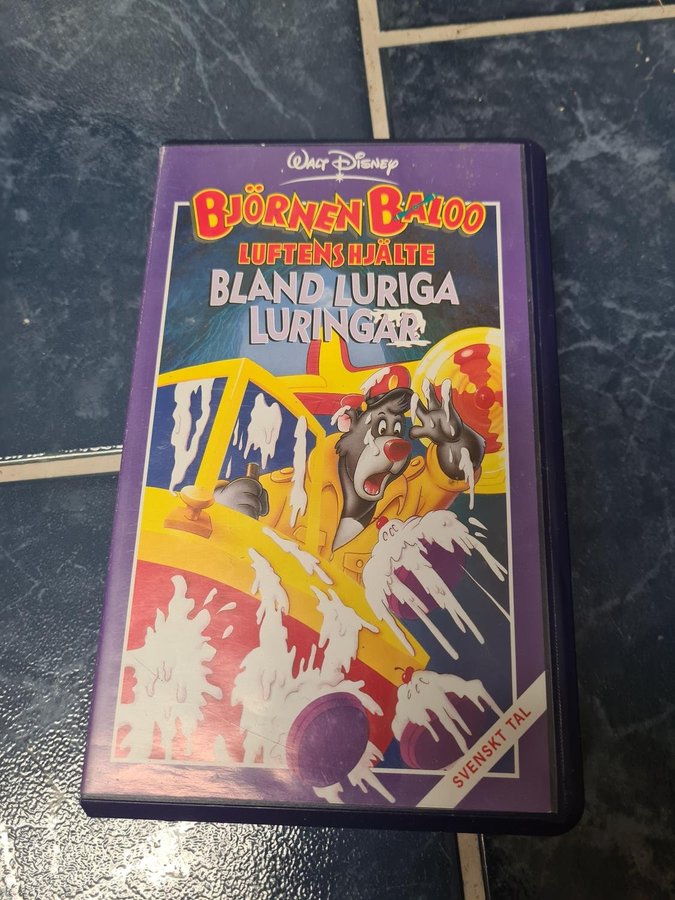 WALT DISNEY
BJÖRNEN BALOO
LUFTENS HJÄLTE
BLAND LURIGA
LURINGAR
SVENSKT TAL